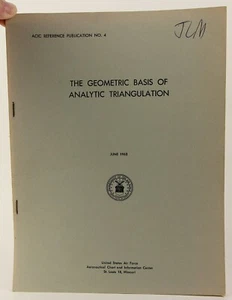 ACIC REFERENCE PUBLICATION NO. 4
JLM
THE GEOMETRIC BASIS OF
ANALYTIC TRIANGULATION
JUNE
United States Air Force
Aeronautical Chart and Information Center
St Louis 18, Missouri